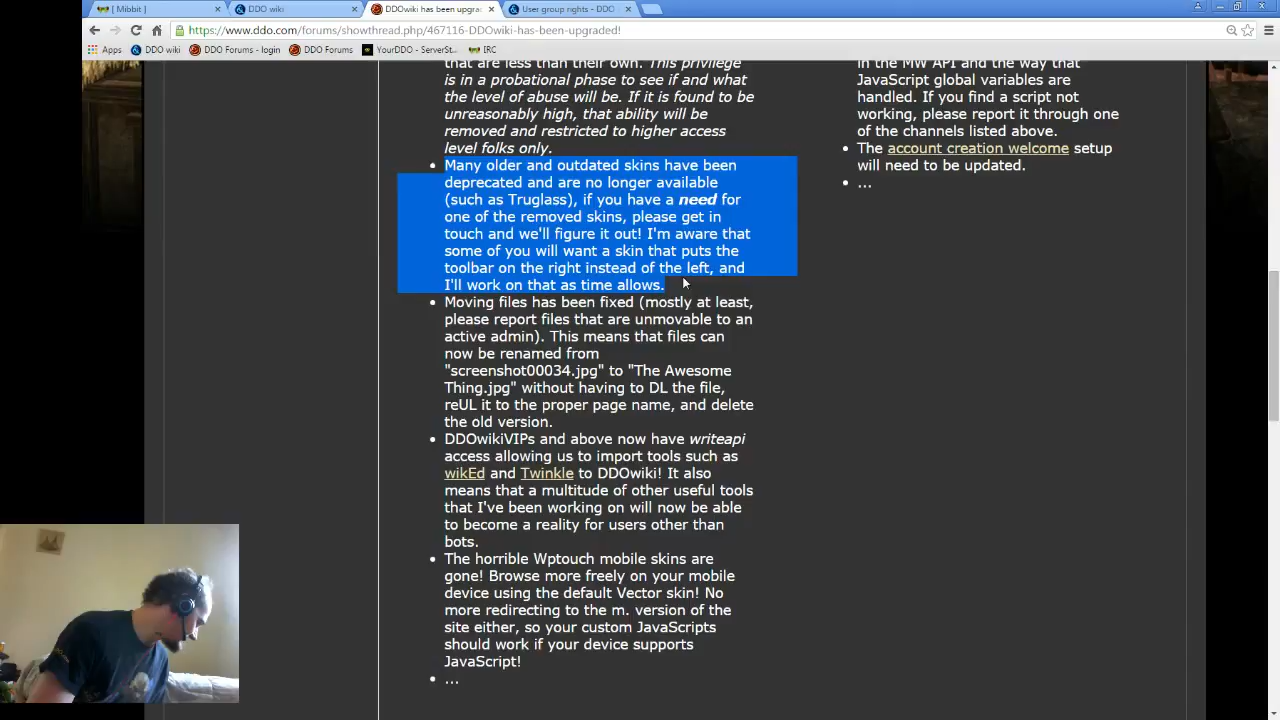 [ Mibbit ]
DDO wiki
DDOwiki has been upgra
User group rights - DDO
https://www.ddo.com/forums/showthread.php/467116-DDOwiki-has-been-upgraded!
Apps
DDO wiki
DDO Forums - login
DDO Forums
YourDDO - ServerSt...
IRC
that are less than their own. This privilege
is in a probational phase to see if and what
the level of abuse will be. If it is found to be
unreasonably high, that ability will be
removed and restricted to higher access
level folks only.
• Many older and outdated skins have been
deprecated and are no longer available
(such as Truglass), if you have a need for
one of the removed skins, please get in
touch and we'll figure it out! I'm aware that
some of you will want a skin that puts the
toolbar on the right instead of the left, and
I'll work on that as time allows.
• Moving files has been fixed (mostly at least,
please report files that are unmovable to an
active admin). This means that files can
now be renamed from
"screenshot00034.jpg" to "The Awesome
Thing.jpg" without having to DL the file,
reUL it to the proper page name, and delete
the old version.
• DDOwikiVIPs and above now have writeapi
access allowing us to import tools such as
wikEd and Twinkle to DDOwiki! It also
means that a multitude of other useful tools
that I've been working on will now be able
to become a reality for users other than
bots.
• The horrible Wptouch mobile skins are
gone! Browse more freely on your mobile
device using the default Vector skin! No
more redirecting to the m. version of the
site either, so your custom JavaScripts
should work if your device supports
JavaScript!
• ...
in the MW API and the way that
JavaScript global variables are
handled. If you find a script not
working, please report it through one
of the channels listed above.
• The account creation welcome setup
will need to be updated.
• ...